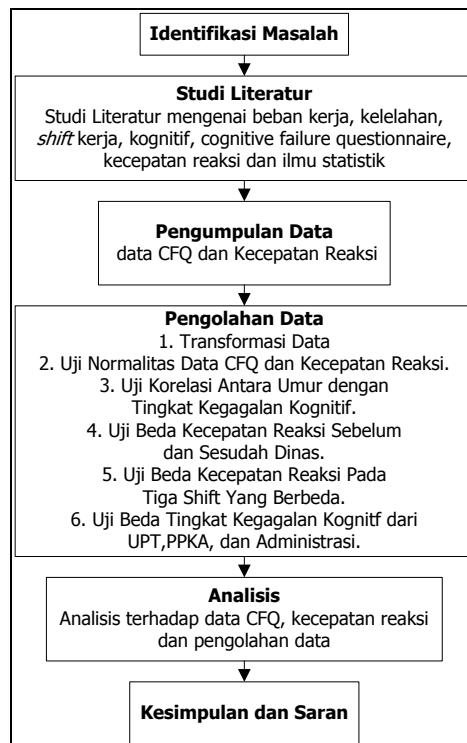 Identifikasi Masalah
Studi Literatur
Studi Literatur mengenai beban kerja, kelelahan,
shift kerja, kognitif, cognitive failure questionnaire,
kecepatan reaksi dan ilmu statistik
Pengumpulan Data
data CFQ dan Kecepatan Reaksi
Pengolahan Data
1. Transformasi Data
2. Uji Normalitas Data CFQ dan Kecepatan Reaksi.
3. Uji Korelasi Antara Umur dengan
Tingkat Kegagalan Kognitif.
4. Uji Beda Kecepatan Reaksi Sebelum
dan Sesudah Dinas.
5. Uji Beda Kecepatan Reaksi Pada
Tiga Shift Yang Berbeda.
6. Uji Beda Tingkat Kegagalan Kognitf dari
UPT,PPKA, dan Administrasi.
Analisis
Analisis terhadap data CFQ, kecepatan reaksi
dan pengolahan data
Kesimpulan dan Saran